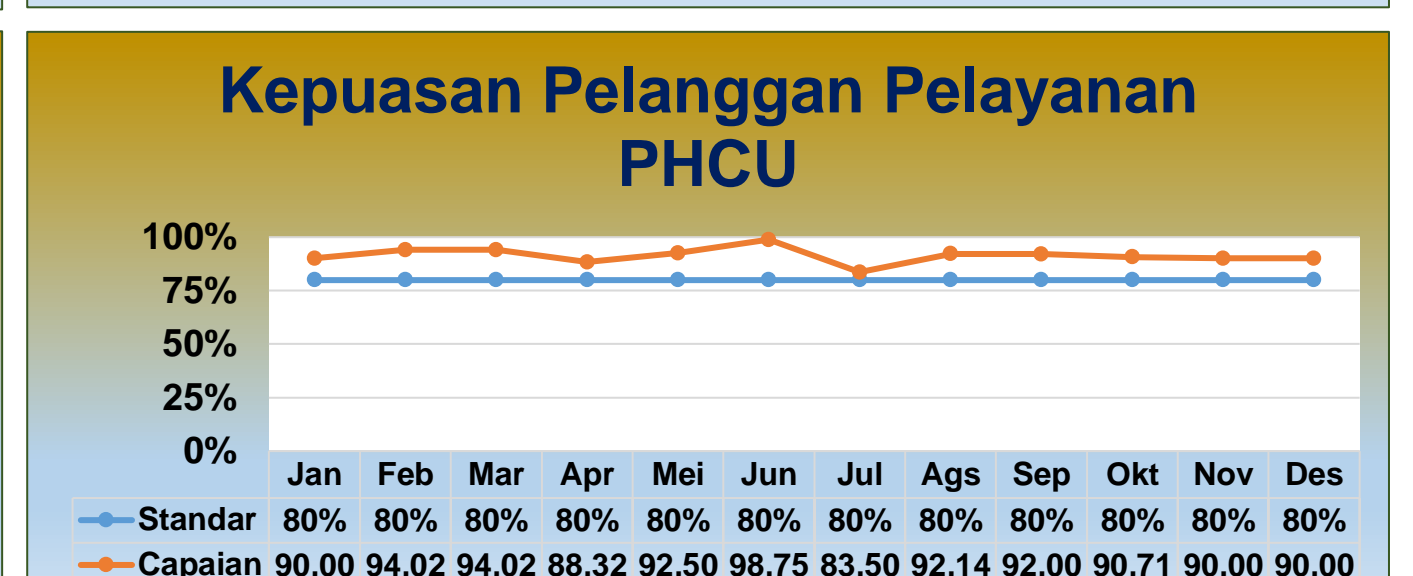 Kepuasan Pelanggan Pelayanan
PHCU
100%
75%
50%
25%
0%
Jan Feb Mar Apr Mei Jun Jul Ags Sep Okt Nov Des
Standar 80% 80% 80% 80% 80% 80% 80% 80% 80% 80% 80% 80%
Capaian 90.00 94.02 94.02 88.32 92.50 98.75 83.50 92.14 92.00 90.71 90.00 90.00